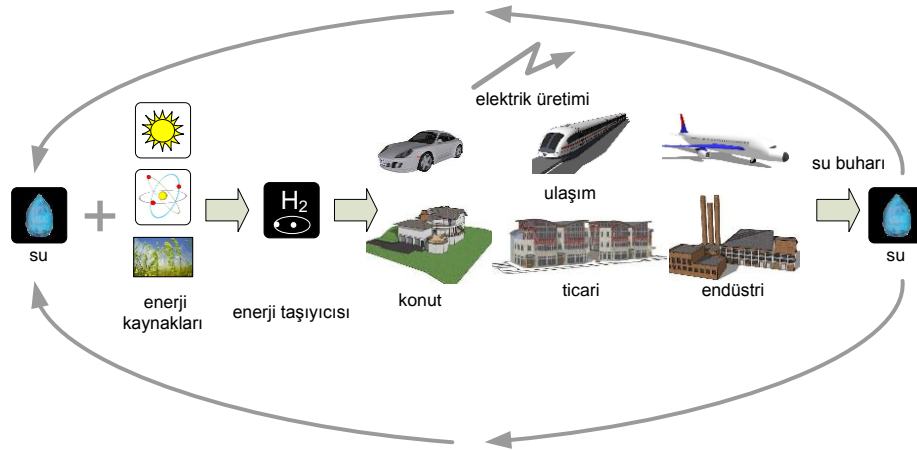 elektrik üretimi
su buharı
H2
ulaşım
su
su
enerji
kaynakları
enerji taşıyıcısı
konut
ticari
endüstri